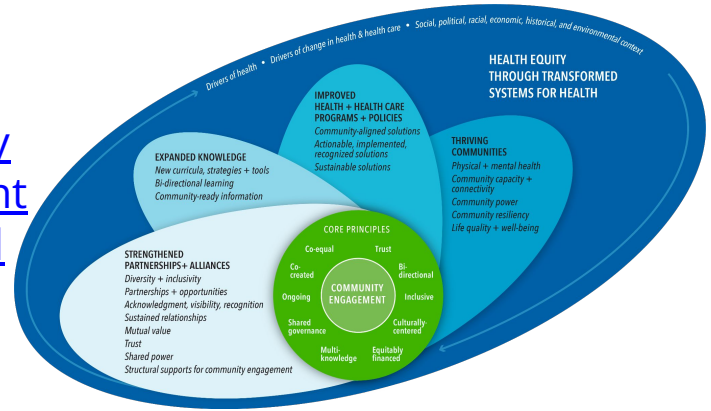 y
nt
Drivers of health • Drivers of change in health & health care • Social, political, racial, economic, historical, and environmental context
HEALTH EQUITY
THROUGH TRANSFORMED
SYSTEMS FOR HEALTH
IMPROVED
HEALTH + HEALTH CARE
PROGRAMS + POLICIES
Community-aligned solutions
Actionable, implemented,
recognized solutions
Sustainable solutions
THRIVING
COMMUNITIES
Physical + mental health
Community capacity +
connectivity
Community power
Community resiliency
Life quality + well-being
EXPANDED KNOWLEDGE
New curricula, strategies + tools
Bi-directional learning
Community-ready information
STRENGTHENED
PARTNERSHIPS+ ALLIANCES
Diversity + inclusivity
Partnerships + opportunities
Acknowledgment, visibility, recognition
Sustained relationships
Mutual value
Trust
Shared power
Structural supports for community engagement
CORE PRINCIPLES
Co-equal
Trust
Co-
created
Bi-
directional
Ongoing
COMMUNITY
ENGAGEMENT
Inclusive
Shared
governance
Culturally-
centered
Multi-
knowledge
Equitably
financed